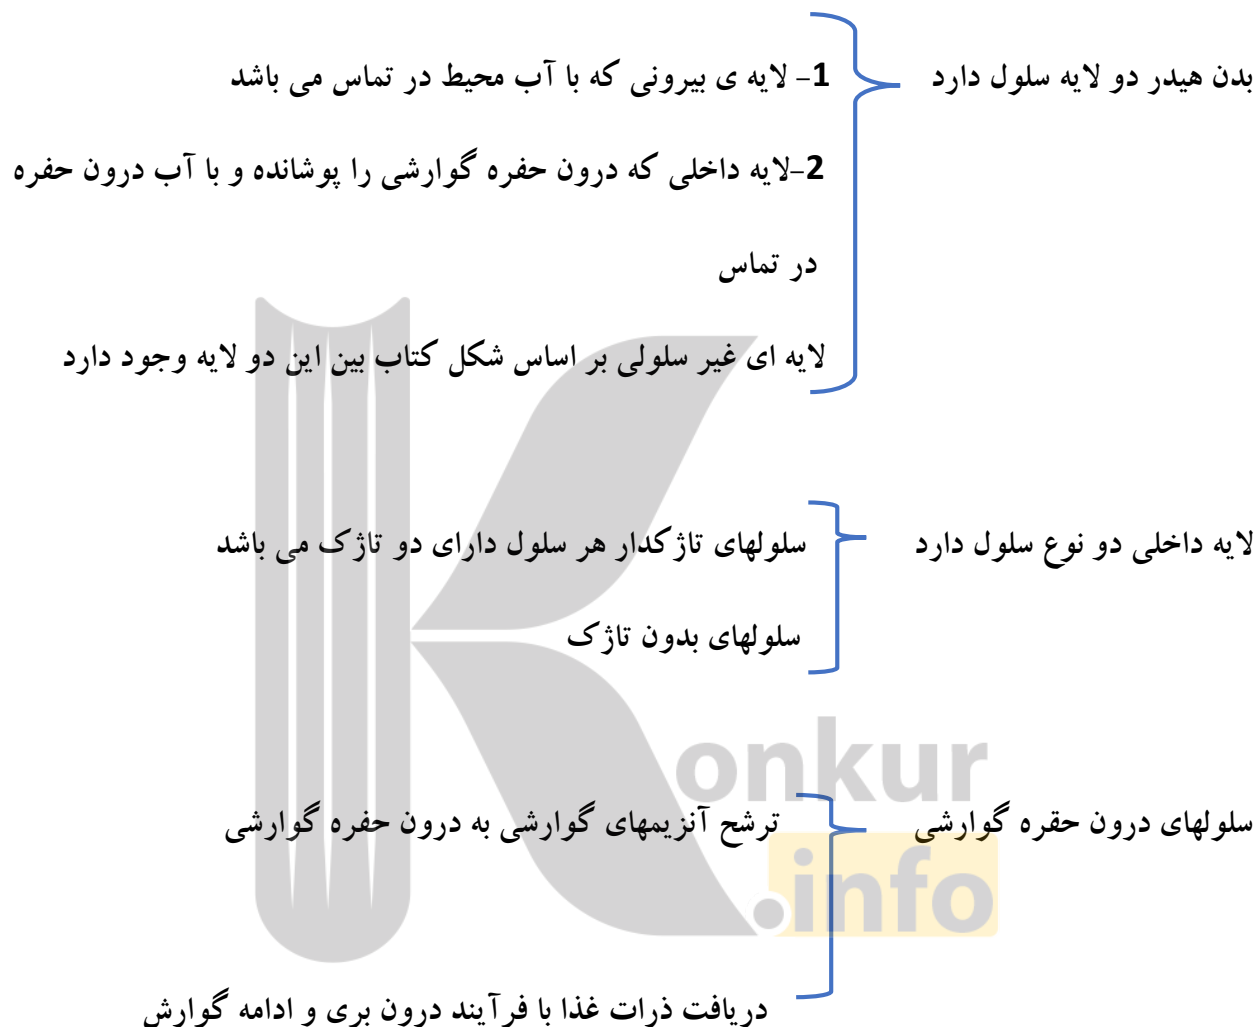 بدن هیدر دو لایه سلول دارد
1- لایه ی بیرونی که با آب محیط در تماس می باشد
2-لایه داخلی که درون حفره گوارشی را پوشانده و با آب درون حفره
در تماس
لایه ای غیر سلولی بر اساس شکل کتاب بین این دو لایه وجود دارد
لایه داخلی دو نوع سلول دارد
سلولهای تاژکدار هر سلول دارای دو تاژک می باشد
سلولهای بدون تاژک
onkur
.info
سلولهای درون حقره گوارشی
ترشح آنزیمهای گوارشی به درون حفره گوارشی
دریافت ذرات غذا با فرآیند درون بری و ادامه گوارش